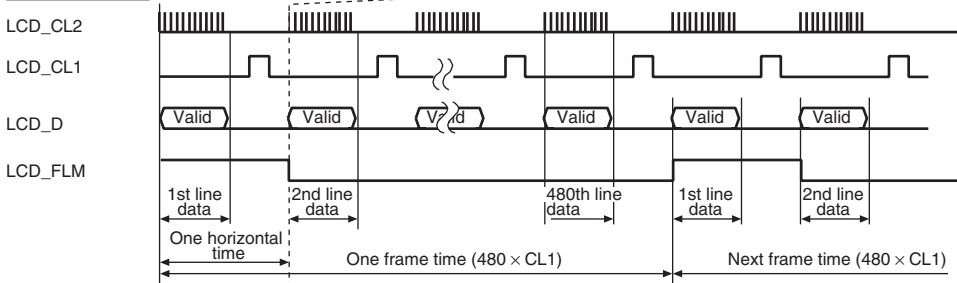 LCD_CL2
LCD_CL1
LCD_D
Valid
Valid
Valid
Valid
Valid
Valid
LCD_FLM
1st line
data
2nd line
data
480th line
data
1st line
data
2nd line
data
One horizontal
time
One frame time (480 × CL1)
Next frame time (480 × CL1)